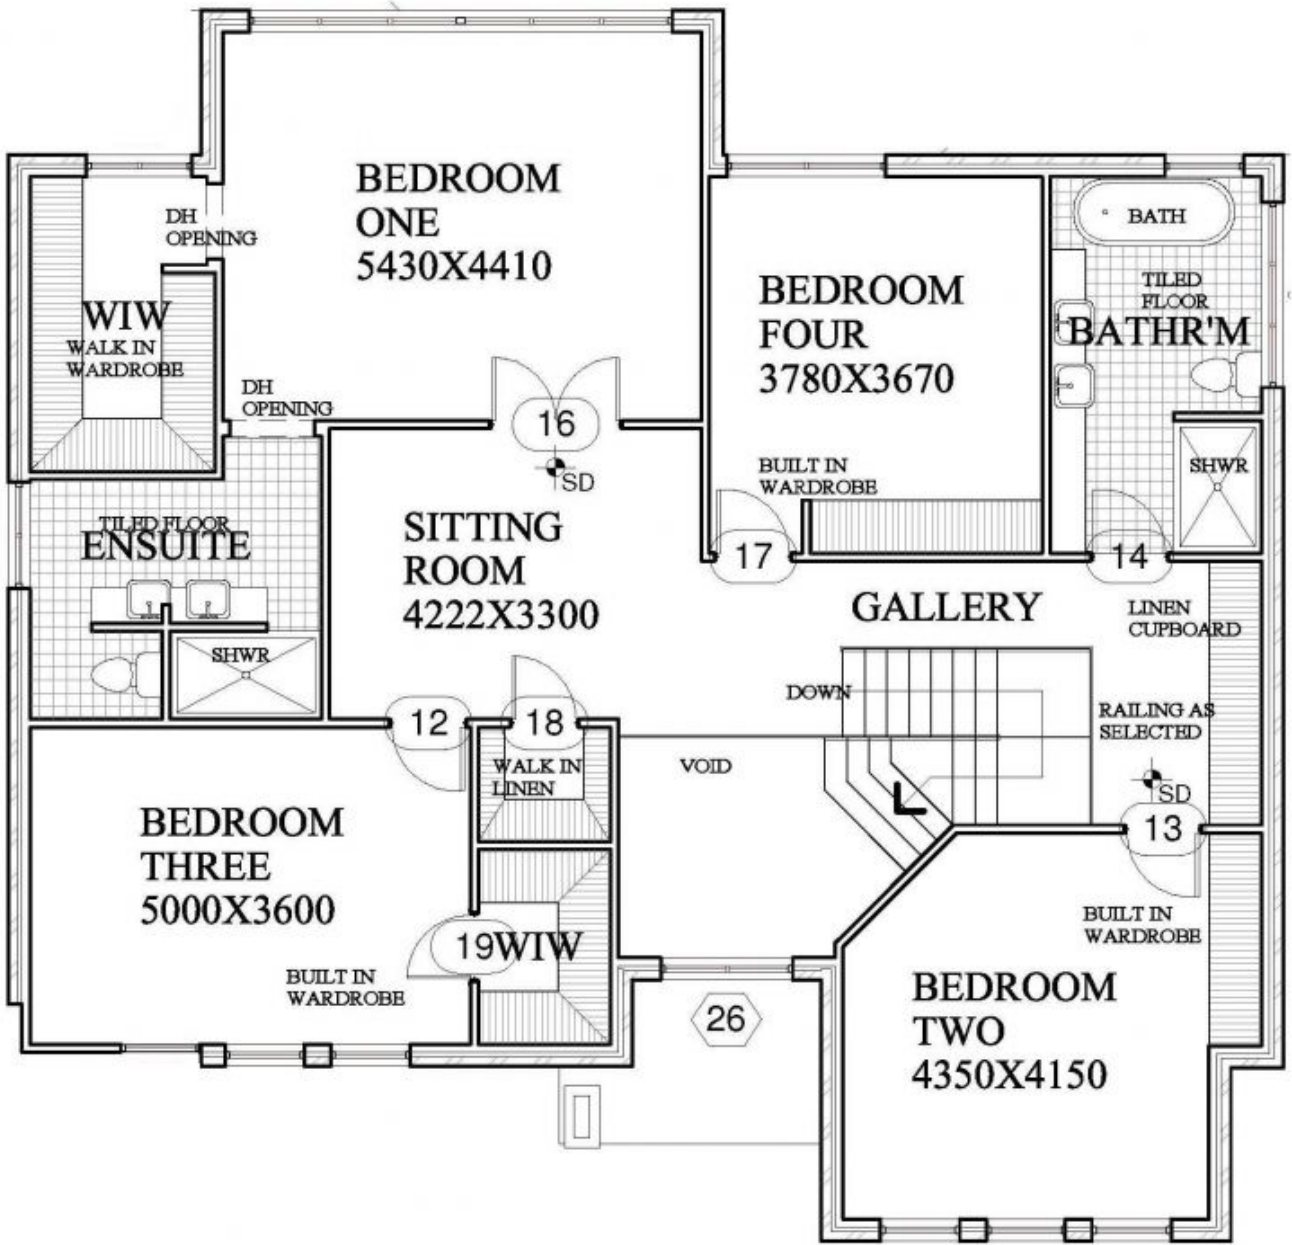 BEDROOM
ONE
5430X4410
DH
OPENING
WIW
WALK IN
WARDROBE
DH
OPENING
BEDROOM
FOUR
3780X3670
BUILT IN
WARDROBE
BATH
TILED
FLOOR
BATHR'M
SHWR
16
SD
17
14
TILED FLOOR
ENSUITE
SHWR
SITTING
ROOM
4222X3300
GALLERY
LINEN
CUPBOARD
DOWN
RAILING AS
SELECTED
SD
13
12
18
WALK IN
LINEN
VOID
BEDROOM
THREE
5000X3600
BUILT IN
WARDROBE
19
WIW
26
BUILT IN
WARDROBE
BEDROOM
TWO
4350X4150